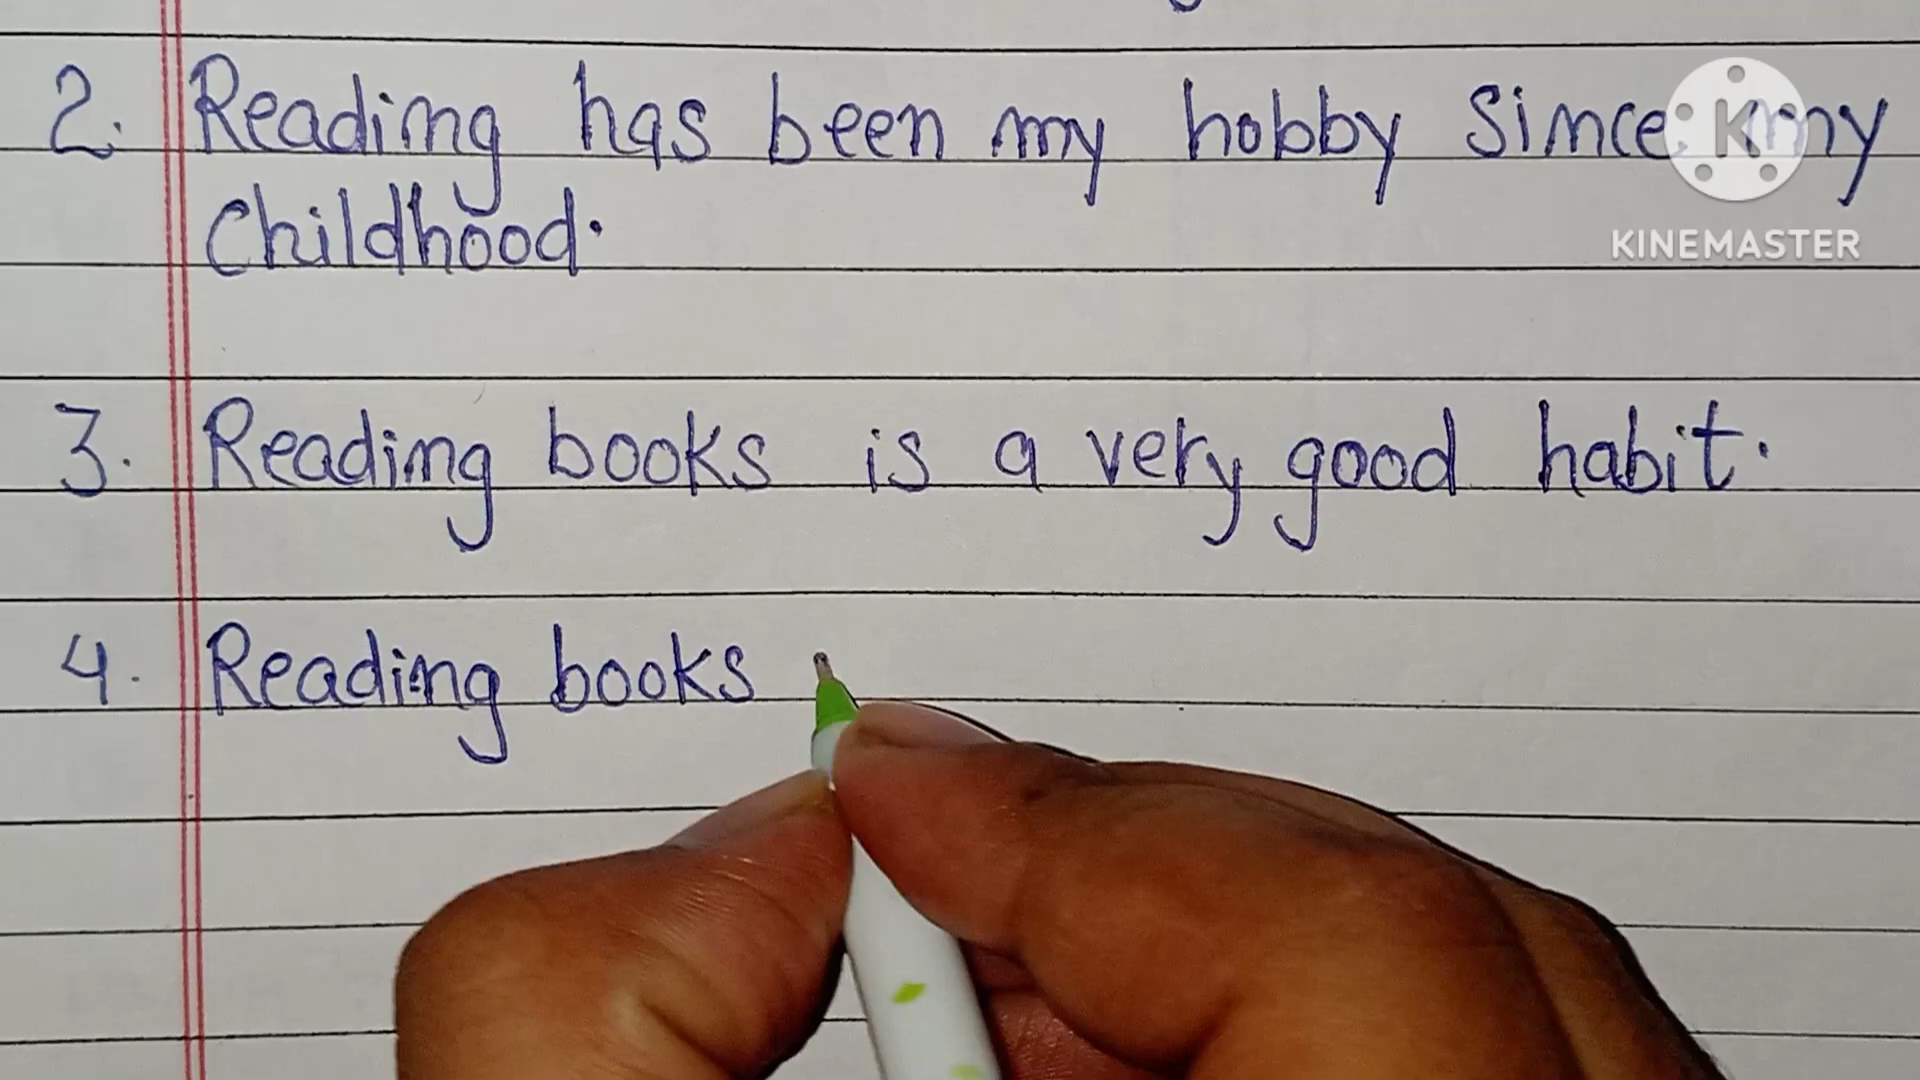 2. Reading has been my hobby Since my
Childhood.
3. Reading books is a very good habit.
4. Reading books
KINEMASTER